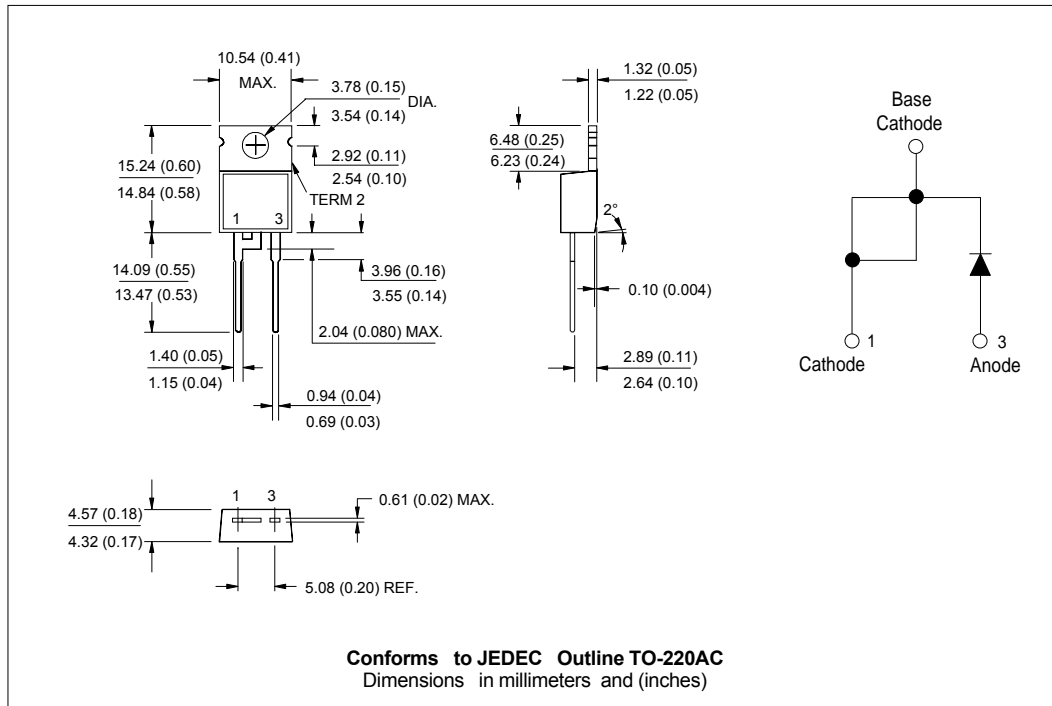 10.54 (0.41)
MAX.
3.78 (0.15)
3.54 (0.14)
DIA.
15.24 (0.60)
14.84 (0.58)
2.92 (0.11)
2.54 (0.10)
TERM 2
1 3
14.09 (0.55)
13.47 (0.53)
3.96 (0.16)
3.55 (0.14)
2.04 (0.080) MAX.
1.40 (0.05)
1.15 (0.04)
0.94 (0.04)
0.69 (0.03)
1.32 (0.05)
1.22 (0.05)
6.48 (0.25)
6.23 (0.24)
2°
0.10 (0.004)
2.89 (0.11)
2.64 (0.10)
Base
Cathode
1
Cathode
3
Anode
1 3
4.57 (0.18)
4.32 (0.17)
0.61 (0.02) MAX.
5.08 (0.20) REF.
Conforms to JEDEC Outline TO-220AC
Dimensions in millimeters and (inches)